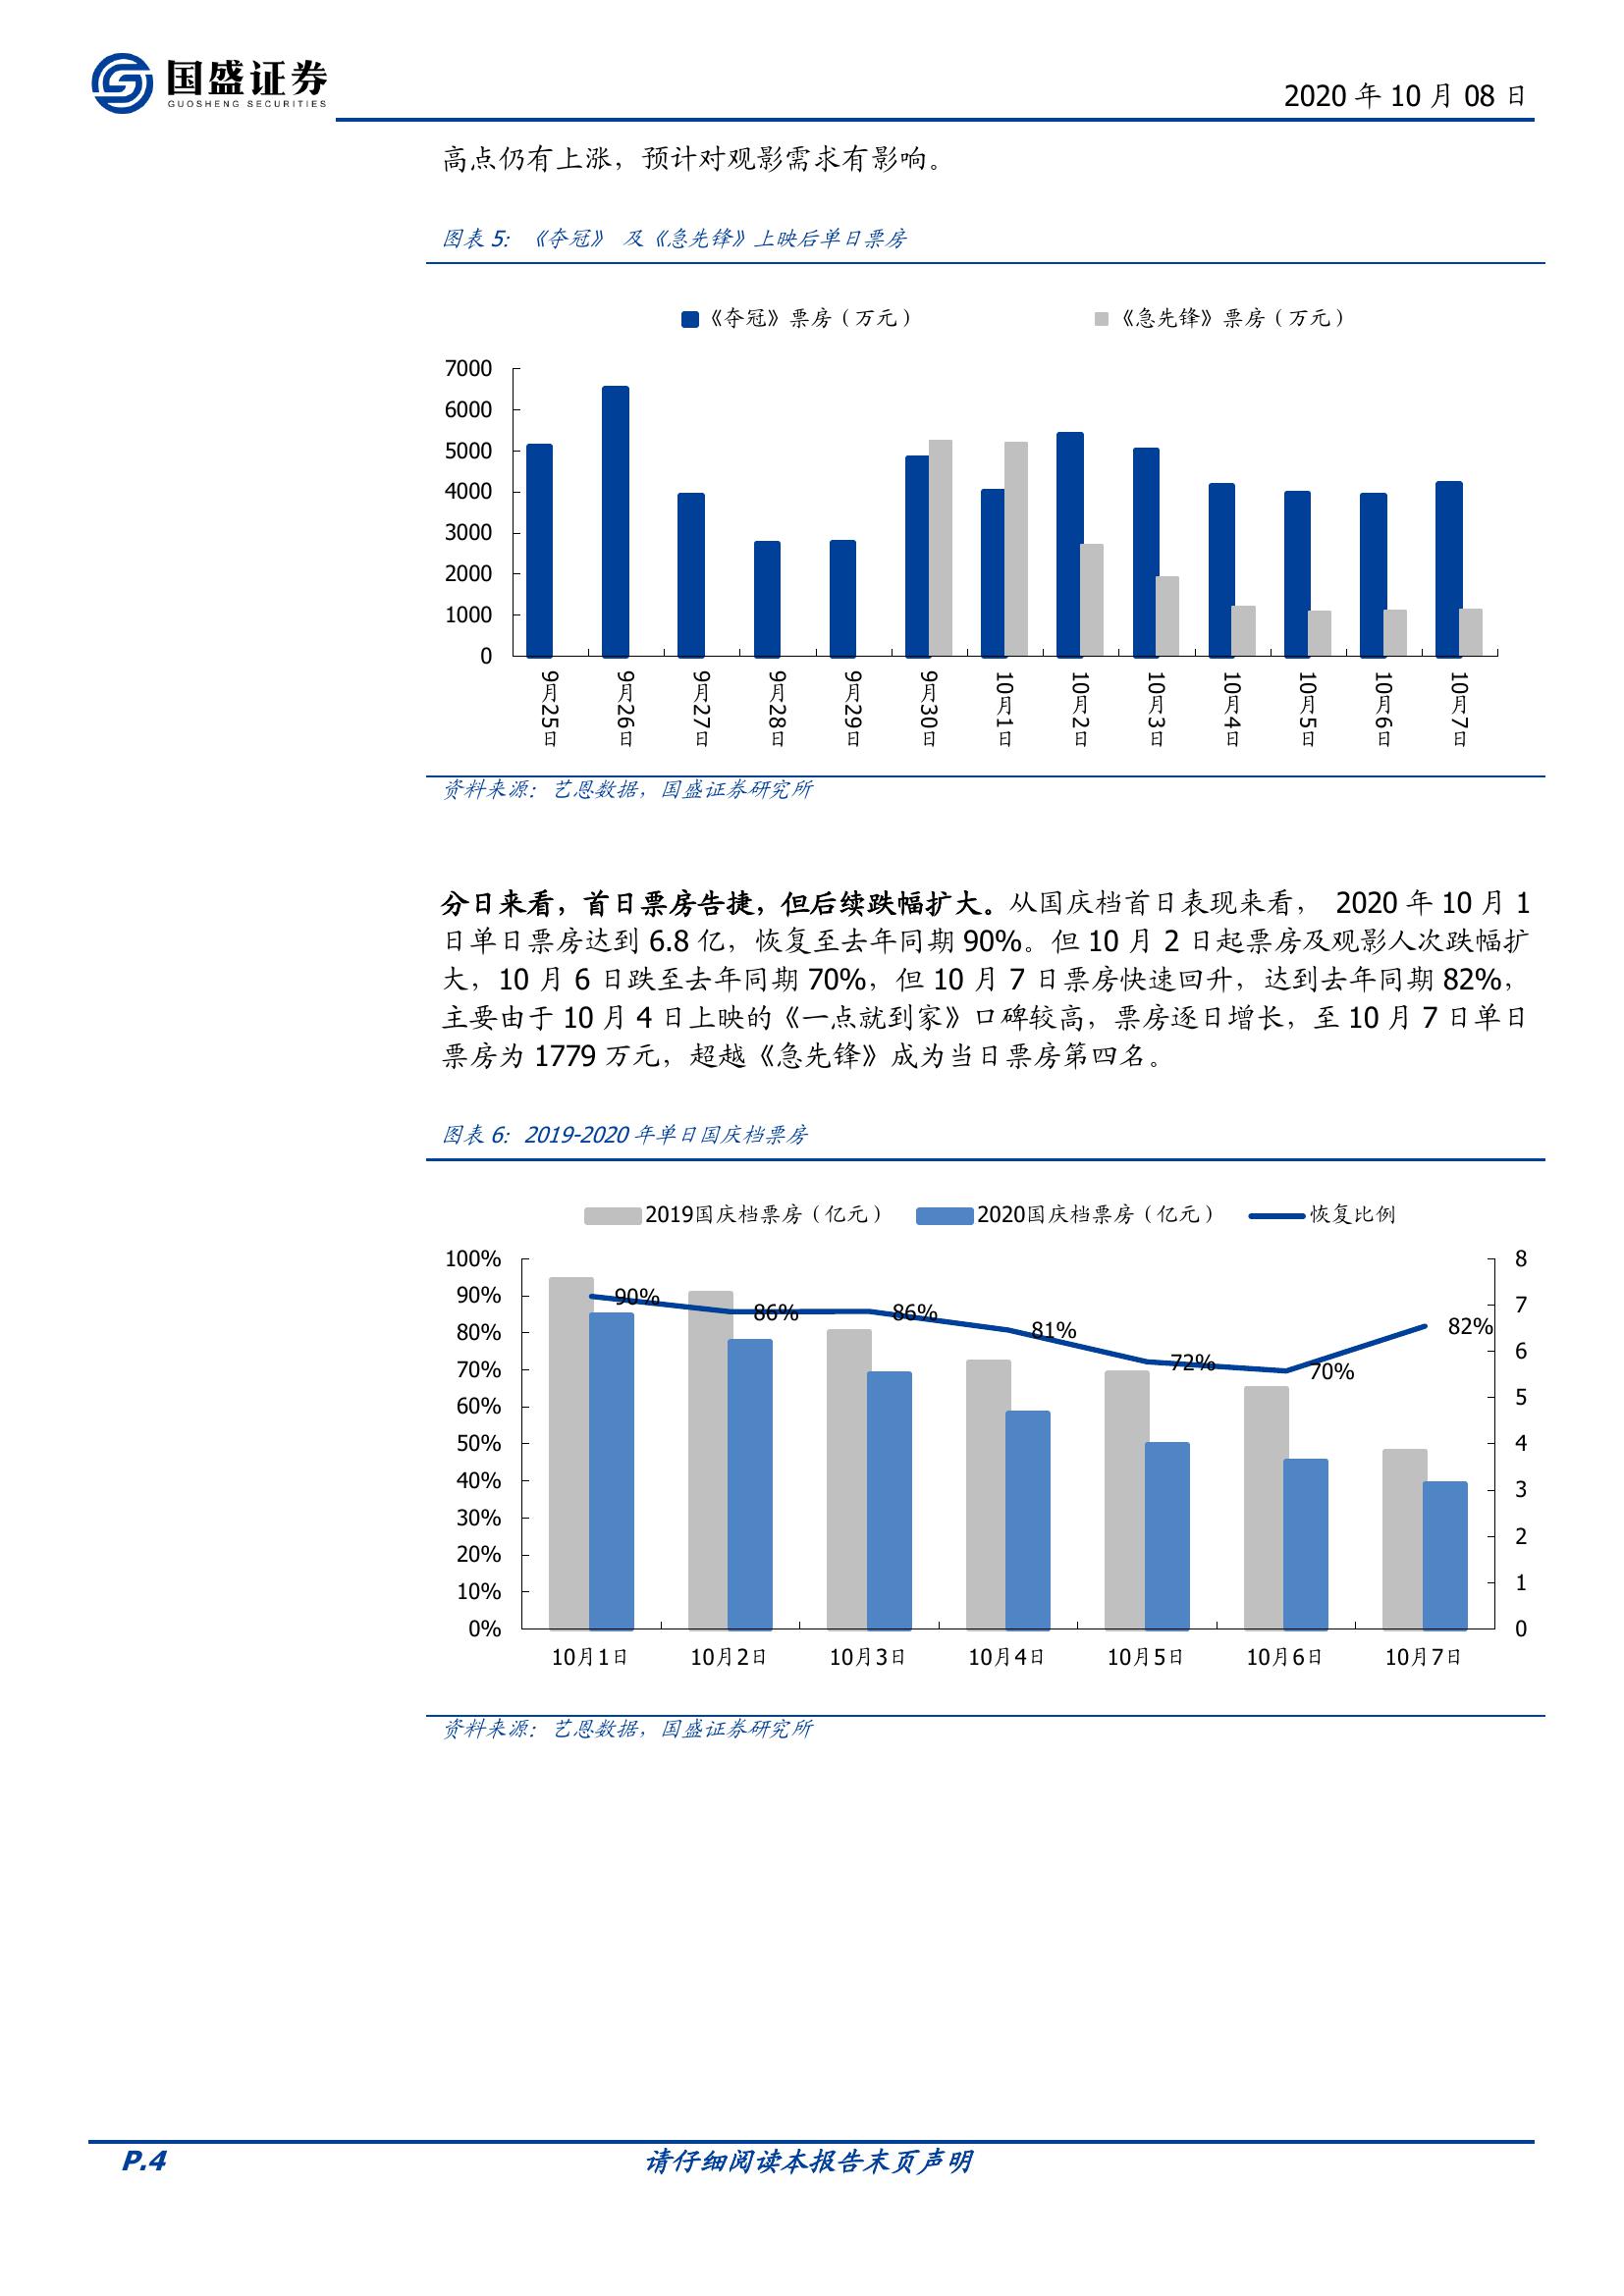 国盛证券
GUOSHENG SECURITIES
2020 年 10 月 08 日
高点仍有上涨，预计对观影需求有影响。
图表 5：《夺冠》 及《急先锋》上映后单日票房
《夺冠》票房（万元） 《急先锋》票房（万元）
7000
6000
5000
4000
3000
2000
1000
0
9月25日 9月26日 9月27日 9月28日 9月29日 9月30日 10月1日 10月2日 10月3日 10月4日 10月5日 10月6日 10月7日
资料来源：艺恩数据，国盛证券研究所
分日来看，首日票房告捷，但后续跌幅扩大。从国庆档首日表现来看， 2020 年 10 月 1
日单日票房达到 6.8 亿，恢复至去年同期 90%。但 10 月 2 日起票房及观影人次跌幅扩
大，10 月 6 日跌至去年同期 70%，但 10 月 7 日票房快速回升，达到去年同期 82%，
主要由于 10 月 4 日上映的《一点就到家》口碑较高，票房逐日增长，至 10 月 7 日单日
票房为 1779 万元，超越《急先锋》成为当日票房第四名。
图表 6：2019-2020 年单日国庆档票房
2019国庆档票房（亿元） 2020国庆档票房（亿元） 恢复比例
100%
90%
80%
70%
60%
50%
40%
30%
20%
10%
0%
90% 86% 86% 81% 72% 70% 82%
8
7
6
5
4
3
2
1
0
10月1日 10月2日 10月3日 10月4日 10月5日 10月6日 10月7日
资料来源：艺恩数据，国盛证券研究所
P.4 请仔细阅读本报告末页声明